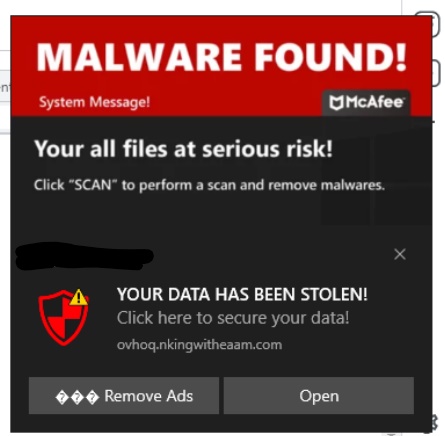 MALWARE FOUND!
System Message!
McAfee
Your all files at serious risk!
Click "SCAN" to perform a scan and remove malwares.
YOUR DATA HAS BEEN STOLEN!
Click here to secure your data!
ovhoq.nkingwitheaam.com
��� Remove Ads
Open